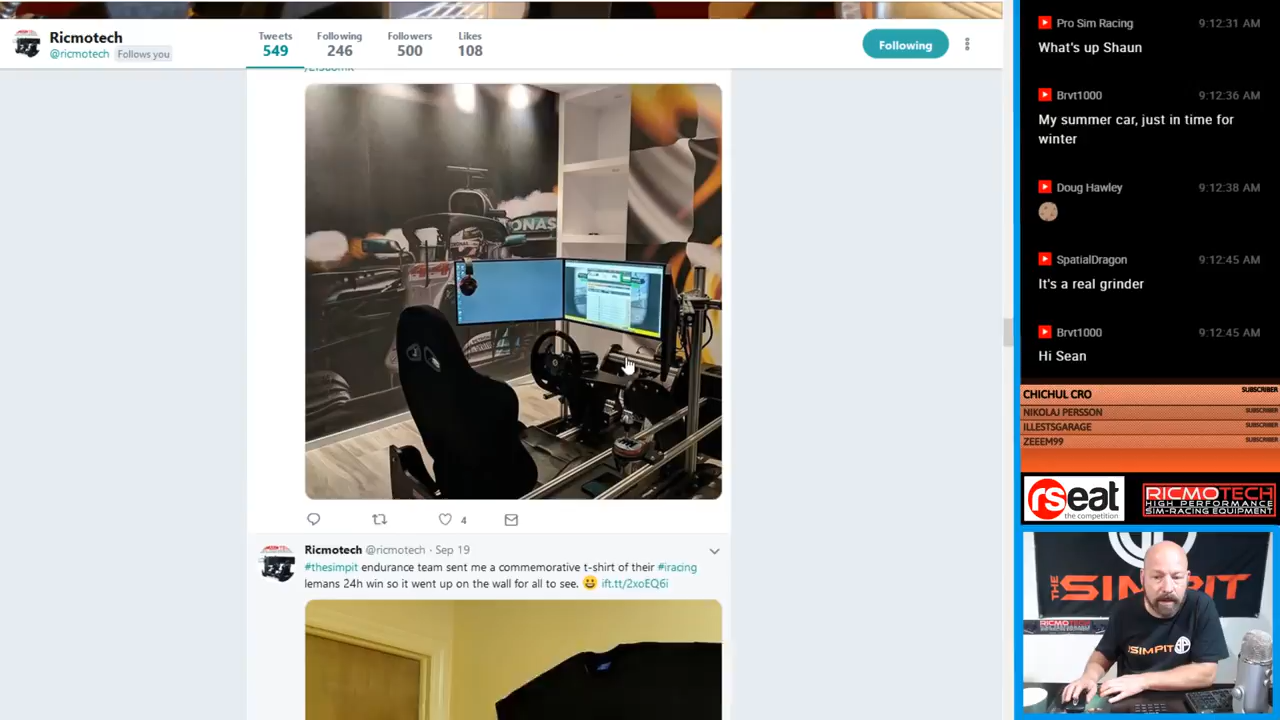 Ricmotech
@ricmotech Follows you
Tweets
549
Following
246
Followers
500
Likes
108
Following
ONAS
44
4
Ricmotech @ricmotech · Sep 19
#thesimpit endurance team sent me a commemorative t-shirt of their #iracing
lemans 24h win so it went up on the wall for all to see. 😀 ift.tt/2xoEQ6i
Pro Sim Racing 9:12:31 AM
What's up Shaun
Brvt1000 9:12:36 AM
My summer car, just in time for
winter
Doug Hawley 9:12:38 AM
SpatialDragon 9:12:45 AM
It's a real grinder
Brvt1000 9:12:45 AM
Hi Sean
CHICHUL CRO SUBSCRIBER
NIKOLAJ PERSSON SUBSCRIBER
ILLESTSGARAGE SUBSCRIBER
ZEEEM99 SUBSCRIBER
rseat
the competition
RICMOTECH
HIGH PERFORMANCE
SIM-RACING EQUIPMENT
THE SIMPIT
RICMOTECH
SIMPIT